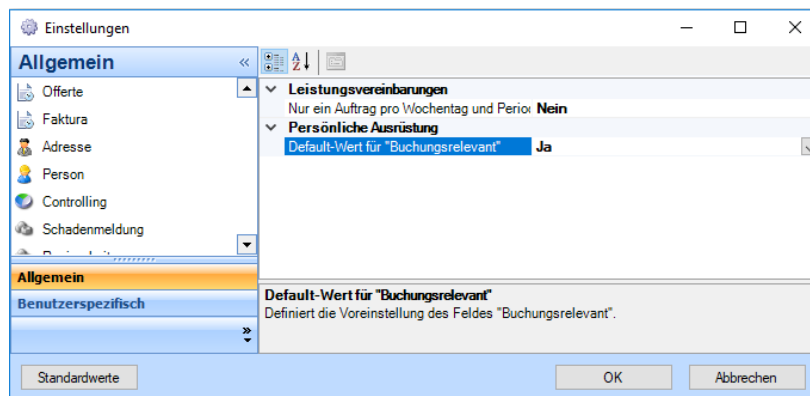 Einstellungen
Allgemein
Offerte
Faktura
Adresse
Person
Controlling
Schadenmeldung
Allgemein
Benutzerspezifisch
Leistungsvereinbarungen
Nur ein Auftrag pro Wochentag und Perio Nein
Persönliche Ausrüstung
Default-Wert für "Buchungsrelevant" Ja
Default-Wert für "Buchungsrelevant"
Definiert die Voreinstellung des Feldes "Buchungsrelevant".
Standardwerte
OK
Abbrechen